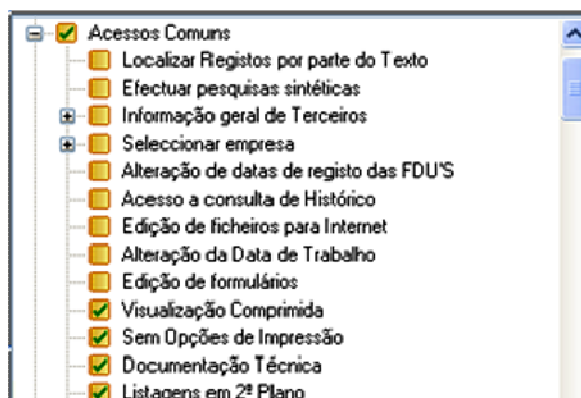 Acessos Comuns
Localizar Registos por parte do Texto
Efectuar pesquisas sintéticas
Informação geral de Terceiros
Seleccionar empresa
Alteração de datas de registo das FDU'S
Acesso a consulta de Histórico
Edição de ficheiros para Internet
Alteração da Data de Trabalho
Edição de formulários
Visualização Comprimida
Sem Opções de Impressão
Documentação Técnica
Listagens em 2º Plano